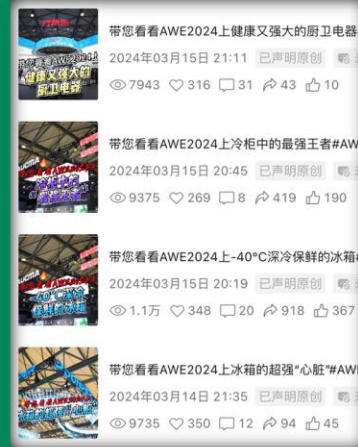 带您看看AWE2024上健康又强大的厨卫电器
2024年03月15日 21:11 已声明原创
7943 316 31 43 10
健康又强大的
厨卫电器
带您看看AWE2024上冷柜中的最强王者#AW
2024年03月15日 20:45 已声明原创
9375 269 8 419 190
带您看看AWE2024上-40°C深冷保鲜的冰箱
2024年03月15日 20:19 已声明原创
1.1万 348 20 918 367
-40°C深冷
保鲜的冰箱
带您看看AWE2024上冰箱的超强"心脏"#AW
2024年03月14日 21:35 已声明原创
9735 350 12 94 45